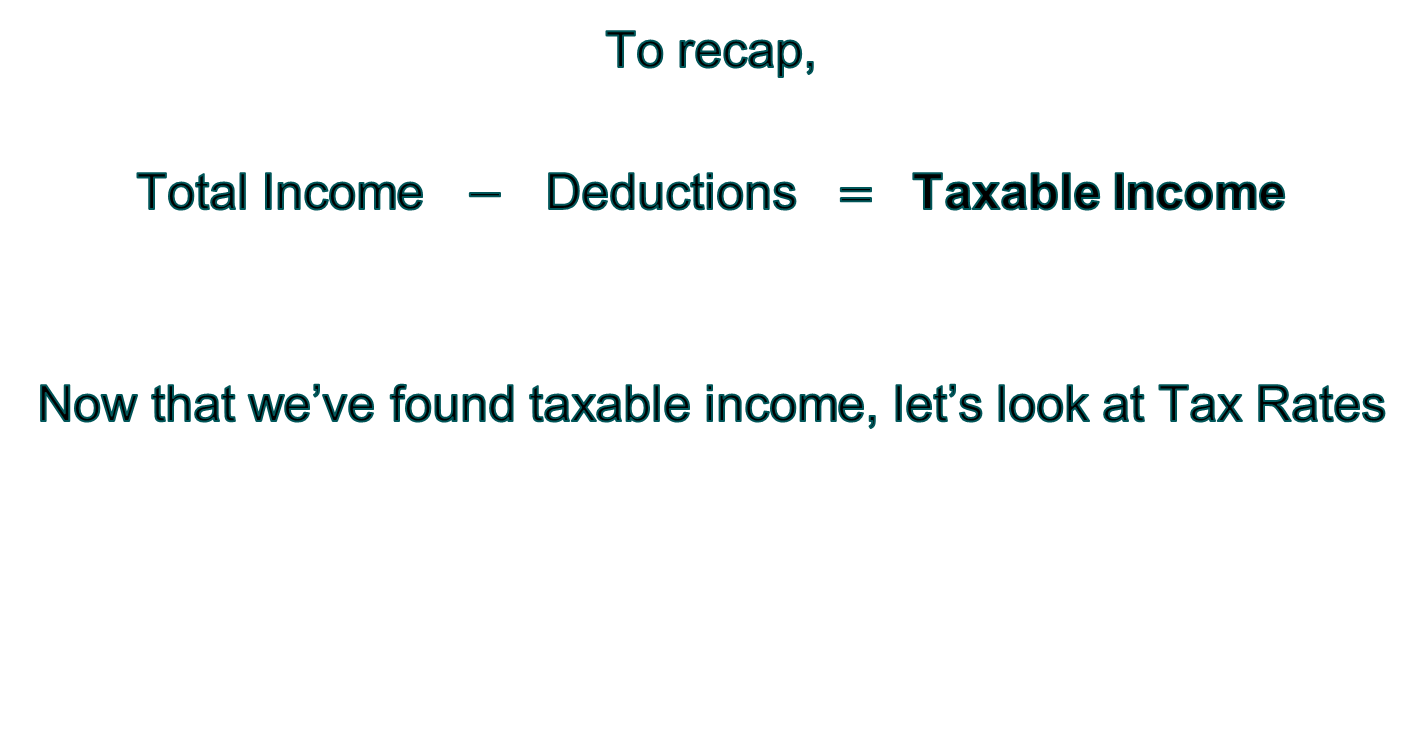 To recap,
Total Income – Deductions = Taxable Income
Now that we’ve found taxable income, let’s look at Tax Rates